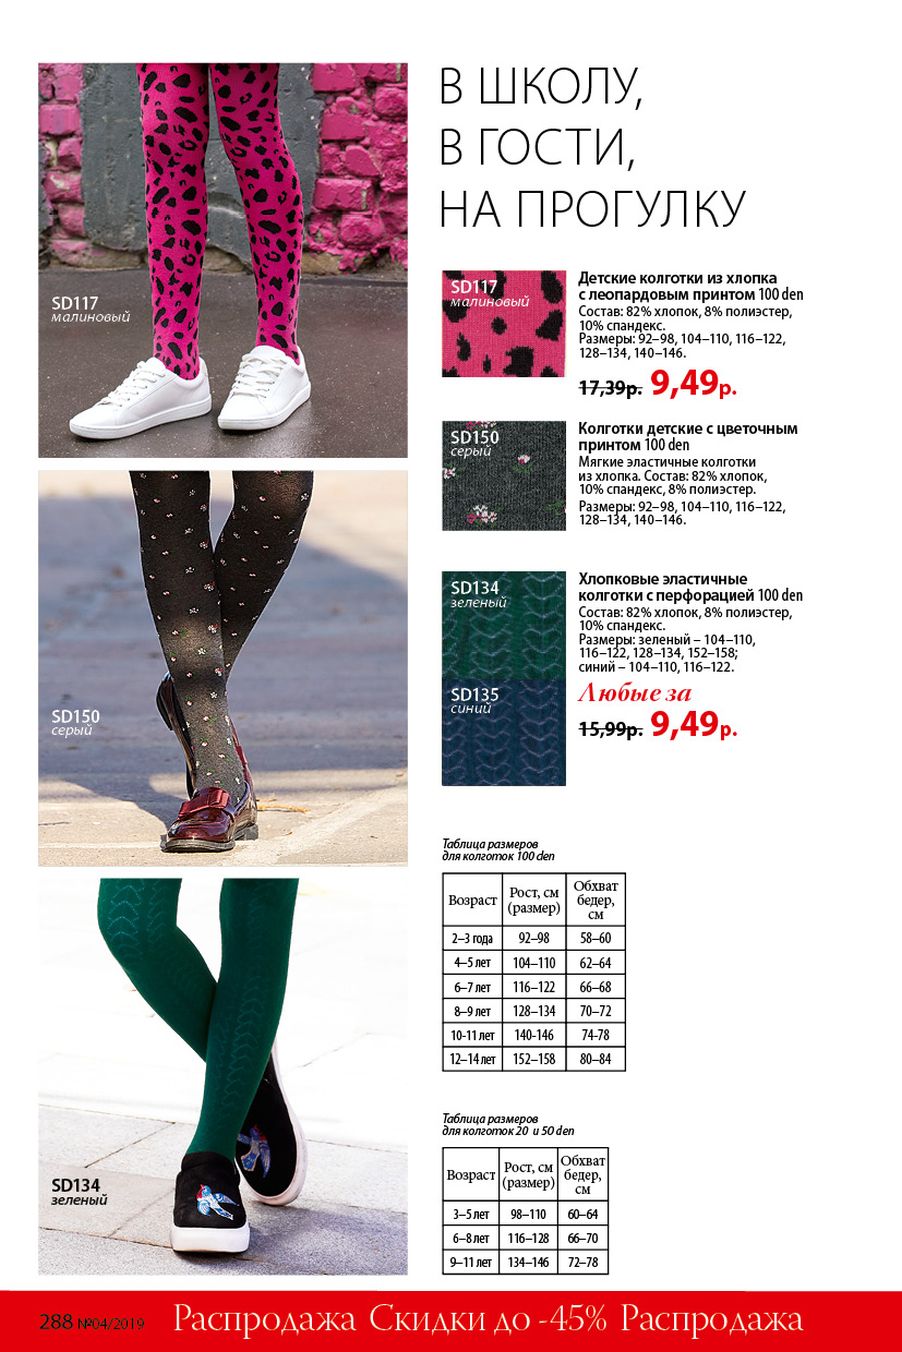 В ШКОЛУ,
В ГОСТИ,
НА ПРОГУЛКУ
SD117
малиновый
SD117
малиновый
Детские колготки из хлопка
с леопардовым принтом 100 den
Состав: 82% хлопок, 8% полиэстер,
10% спандекс.
Размеры: 92–98, 104–110, 116–122,
128–134, 140–146.
17,39р. 9,49р.
SD150
серый
Колготки детские с цветочным
принтом 100 den
Мягкие эластичные колготки
из хлопка. Состав: 82% хлопок,
10% спандекс, 8% полиэстер.
Размеры: 92–98, 104–110, 116–122,
128–134, 140–146.
SD150
серый
SD134
зеленый
Хлопковые эластичные
колготки с перфорацией 100 den
Состав: 82% хлопок, 8% полиэстер,
10% спандекс.
Размеры: зеленый – 104–110,
116–122, 128–134, 152–158;
синий – 104–110, 116–122.
SD135
синий
Любые за
15,99р. 9,49р.
SD134
зеленый
Таблица размеров
для колготок 100 den
Возраст Рост, см (размер) Обхват бедер, см
2–3 года 92–98 58–60
4–5 лет 104–110 62–64
6–7 лет 116–122 66–68
8–9 лет 128–134 70–72
10-11 лет 140-146 74-78
12–14 лет 152–158 80–84
Таблица размеров
для колготок 20 и 50 den
Возраст Рост, см (размер) Обхват бедер, см
3–5 лет 98–110 60–64
6–8 лет 116–128 66–70
9–11 лет 134–146 72–78
288 №04/2019 Распродажа Скидки до -45% Распродажа